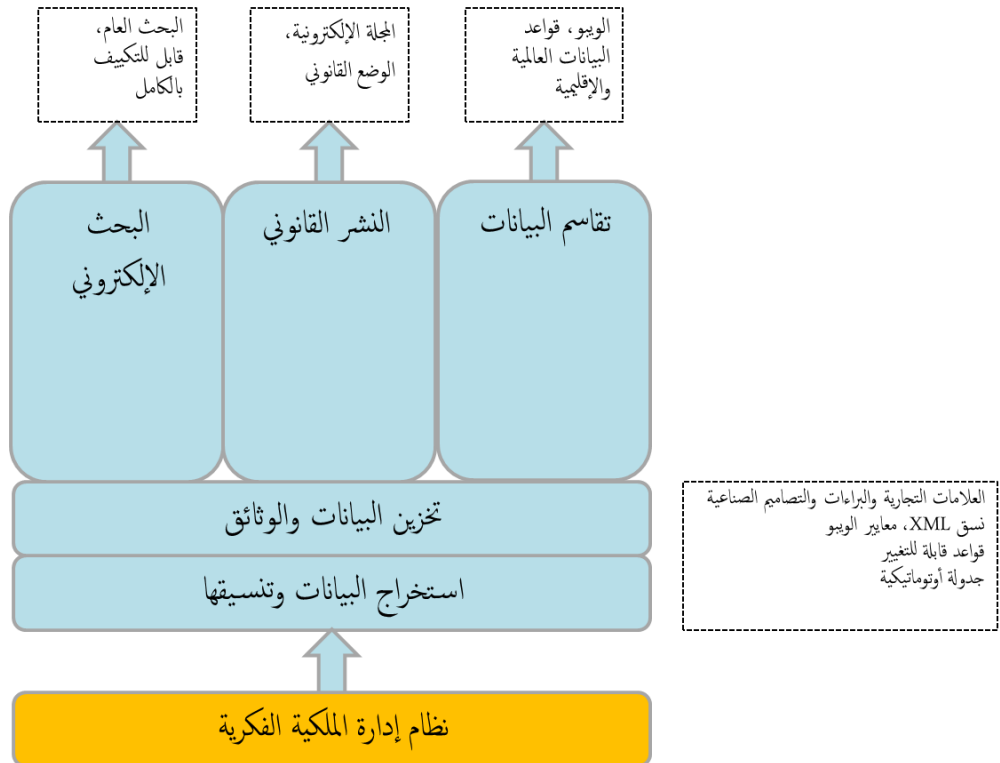 الويبو، قواعد
البيانات العالمية
والإقليمية
المجلة الإلكترونية،
الوضع القانوني
البحث العام،
قابل للتكييف
بالكامل
تقاسم البيانات
النشر القانوني
البحث
الإلكتروني
تخزين البيانات والوثائق
استخراج البيانات وتنسيقها
العلامات التجارية والبراءات والتصاميم الصناعية
نسق XML، معايير الويبو
قواعد قابلة للتغيير
جدولة أوتوماتيكية
نظام إدارة الملكية الفكرية